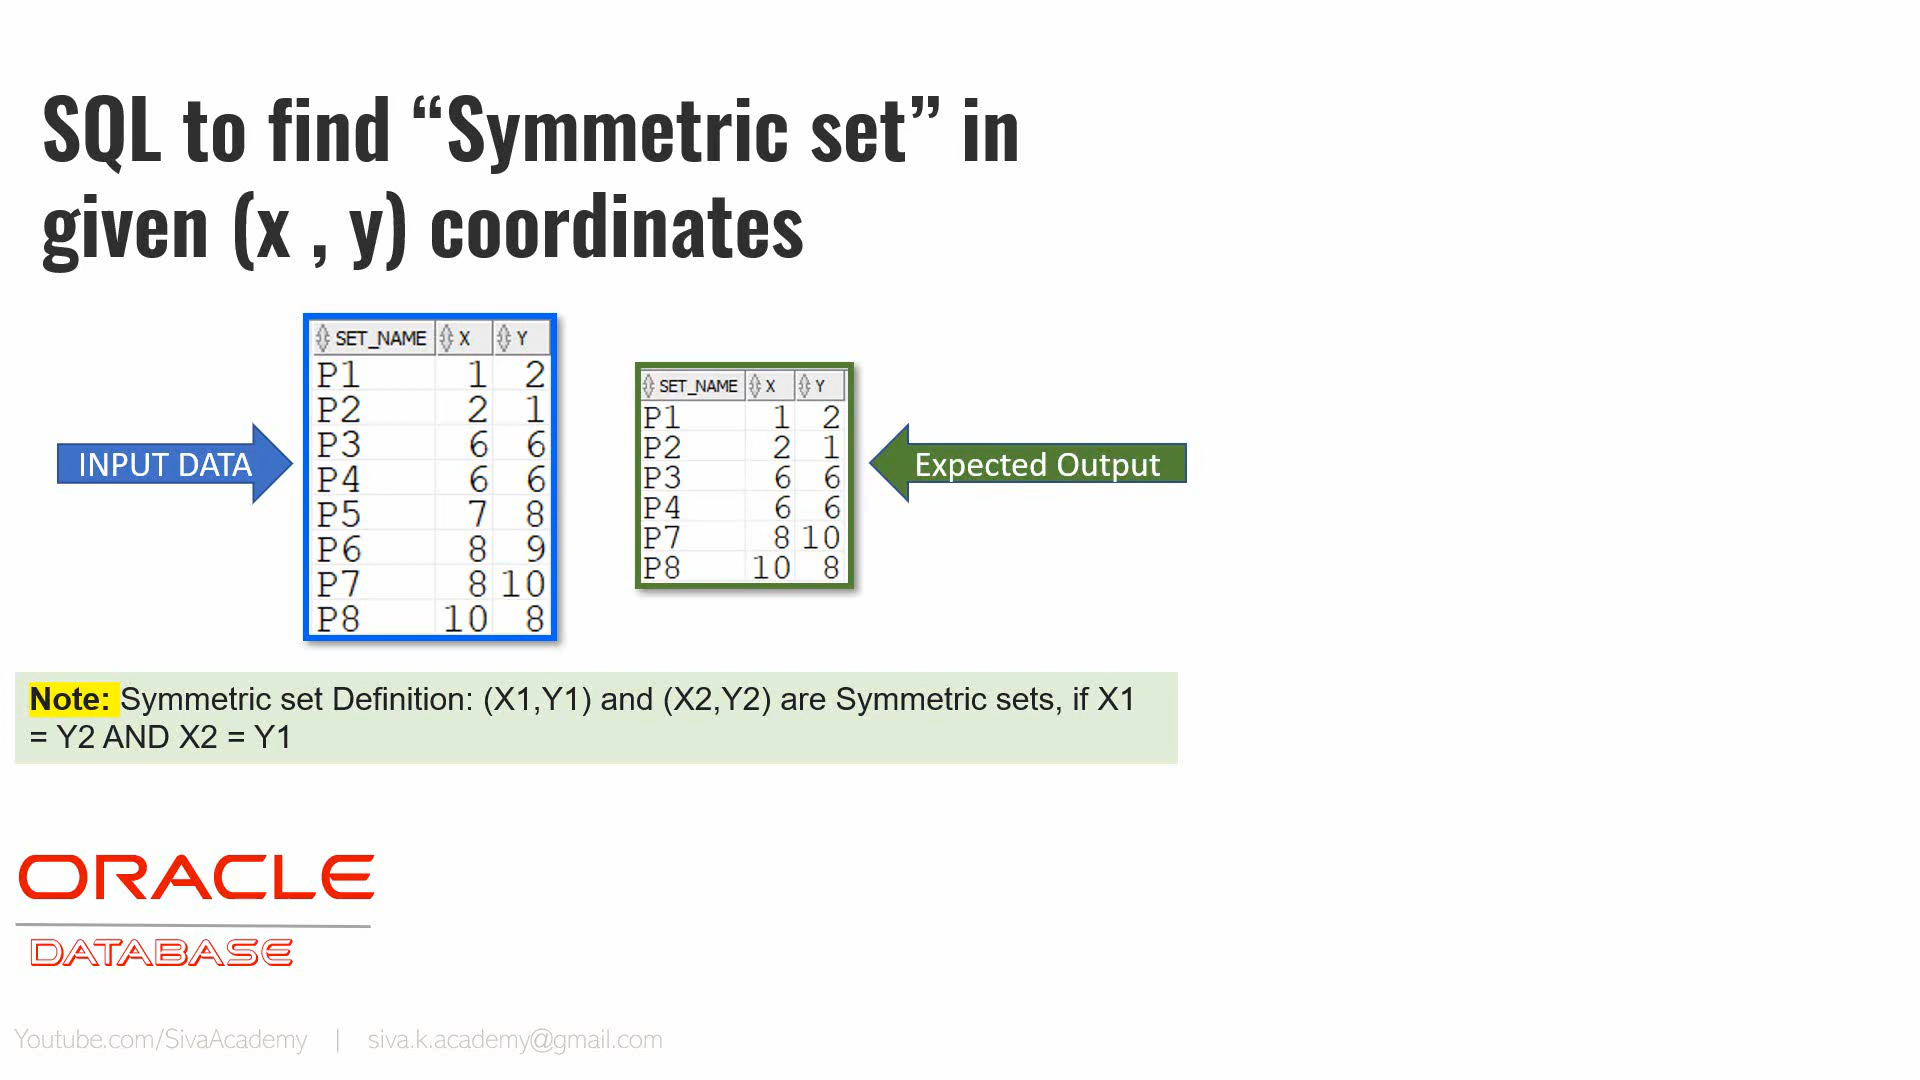 SQL to find “Symmetric set” in
given (x , y) coordinates
INPUT DATA
SET_NAME X Y
P1 1 2
P2 2 1
P3 6 6
P4 6 6
P5 7 8
P6 8 9
P7 8 10
P8 10 8
SET_NAME X Y
P1 1 2
P2 2 1
P3 6 6
P4 6 6
P7 8 10
P8 10 8
Expected Output
Note: Symmetric set Definition: (X1,Y1) and (X2,Y2) are Symmetric sets, if X1
= Y2 AND X2 = Y1
ORACLE
DATABASE
Youtube.com/SivaAcademy | siva.k.academy@gmail.com